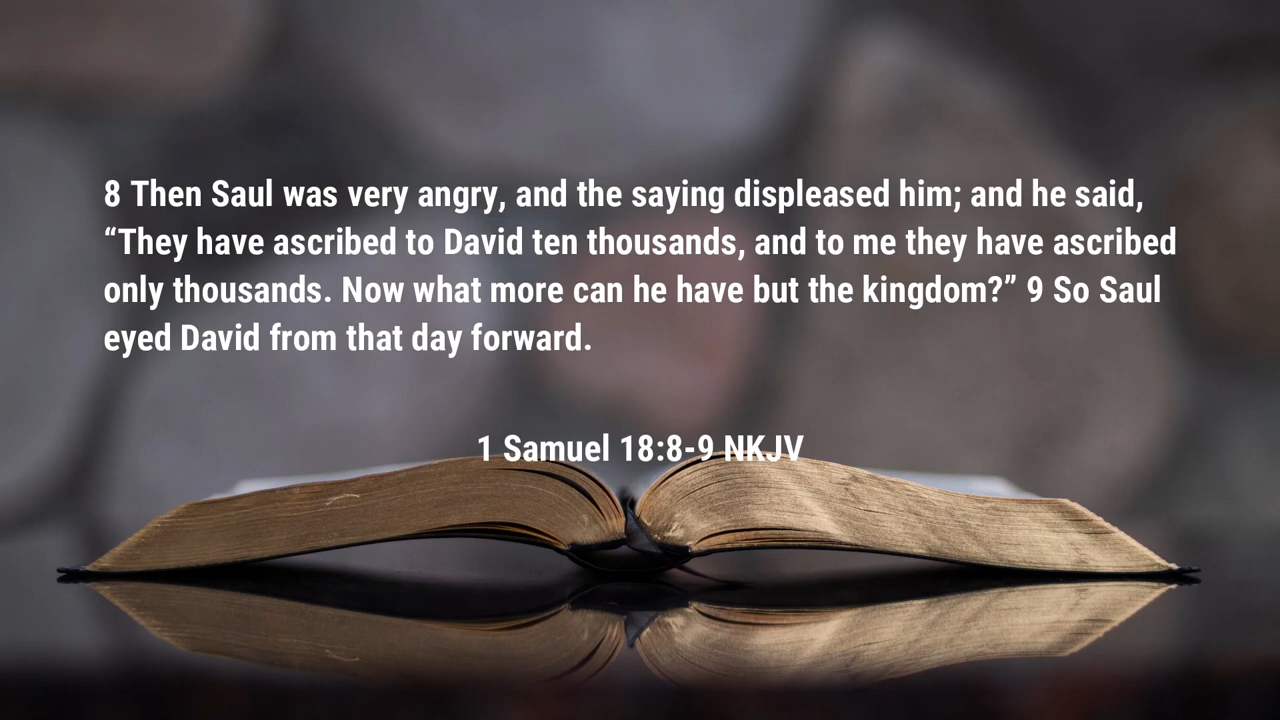 8 Then Saul was very angry, and the saying displeased him; and he said,
“They have ascribed to David ten thousands, and to me they have ascribed
only thousands. Now what more can he have but the kingdom?” 9 So Saul
eyed David from that day forward.
1 Samuel 18:8-9 NKJV